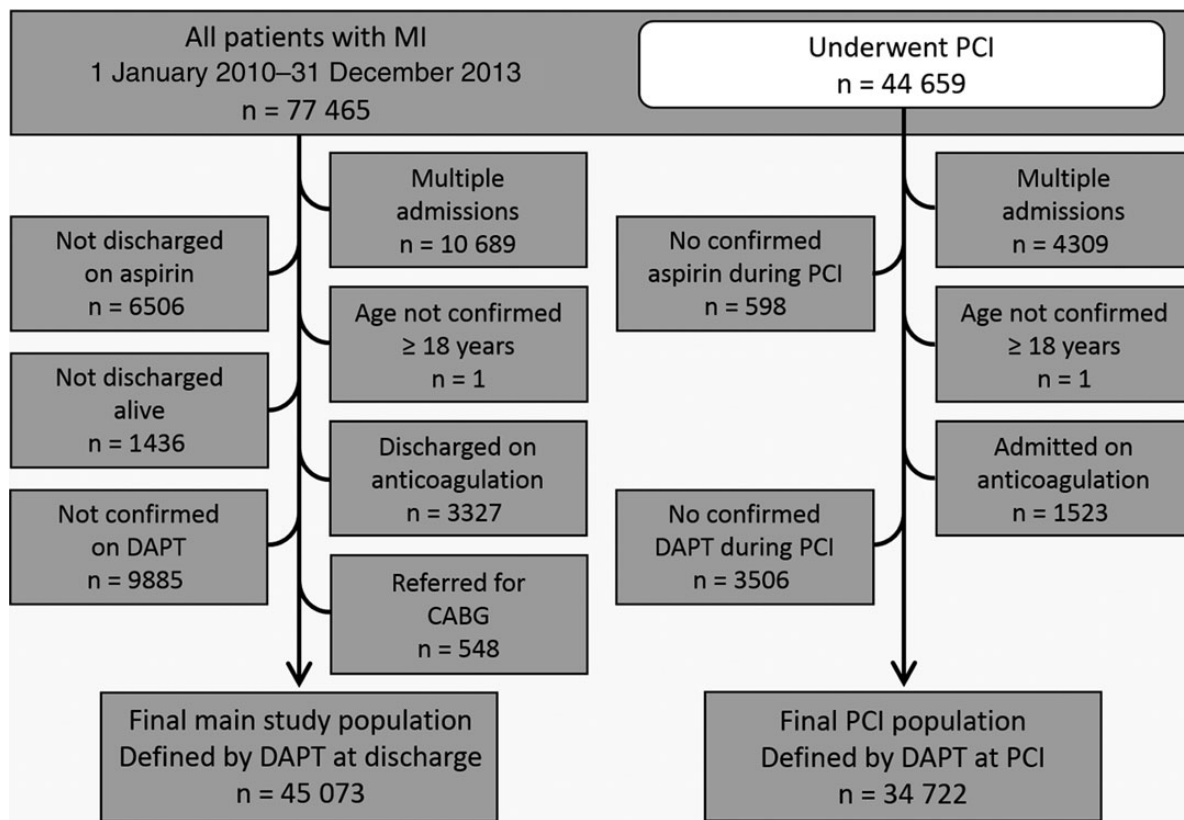 All patients with MI
1 January 2010–31 December 2013
n = 77 465
Underwent PCI
n = 44 659
Multiple
admissions
n = 10 689
Not discharged
on aspirin
n = 6506
Age not confirmed
≥ 18 years
n = 1
Not discharged
alive
n = 1436
Discharged on
anticoagulation
n = 3327
Not confirmed
on DAPT
n = 9885
Referred for
CABG
n = 548
Final main study population
Defined by DAPT at discharge
n = 45 073
Multiple
admissions
n = 4309
No confirmed
aspirin during PCI
n = 598
Age not confirmed
≥ 18 years
n = 1
Admitted on
anticoagulation
n = 1523
No confirmed
DAPT during PCI
n = 3506
Final PCI population
Defined by DAPT at PCI
n = 34 722